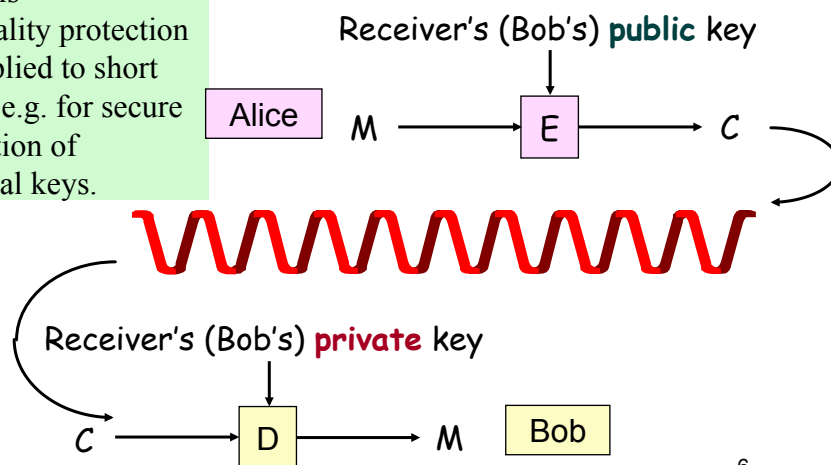 ality protection
plied to short
e.g. for secure
tion of
al keys.
Receiver's (Bob's) public key
Alice
M
E
C
Receiver's (Bob's) private key
C
D
M
Bob